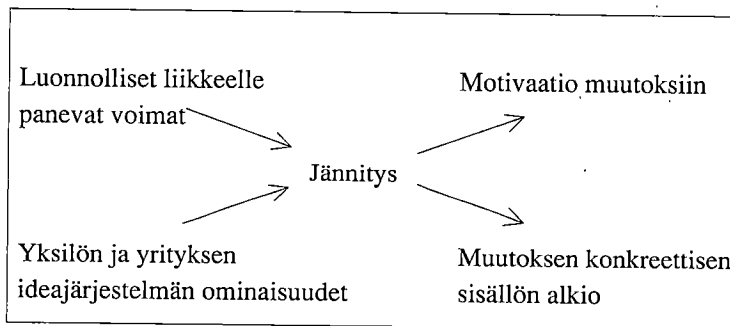 Luonnolliset liikkeelle
panevat voimat
Motivaatio muutoksiin
Jännitys
Yksilön ja yrityksen
ideajärjestelmän ominaisuudet
Muutoksen konkreettisen
sisällön alkio